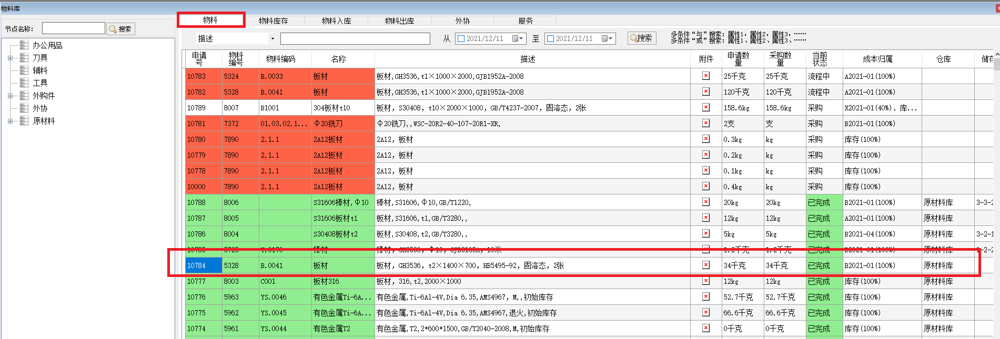 物料库
节点名称:
搜索
办公用品
刀具
辅料
工具
外购件
外协
原材料
物料 物料库存 物料入库 物料出库 外协 服务
描述 从 2021/12/11 至 2021/12/11 搜索
多条件“与”搜索: 属性1, 属性2, 属性3, ······
多条件“或”搜索: 属性1、属性2、属性3、······
申请号 物料编号 物料编码 名称 描述 附件 申请数量 采购数量 当前状态 成本归属 仓库 储存
10783 5324 B.0033 板材 板材,GH3536,t1×1000×2000,GJB1952A-2008 25千克 25千克 流程中 A2021-01(100%)
10782 5328 B.0041 板材 板材,GH3536,t1×1000×2000,GJB1952A-2008 120千克 120千克 流程中 A2021-01(100%)
10789 8007 B1001 304板材t10 板材, S30408, t10×2000×1000, GB/T4237-2007, 固溶态, 2张 158.6kg 158.6kg 采购 X2021-01(40%)、库...
10781 7372 01.03.02.1... Φ20铣刀 Φ20铣刀,,WSC-20R2-40-107-20R1-XR, 2支 支 采购 B2021-01(100%)
10780 7890 2.1.1 2A12板材 2A12, 板材 0.3kg kg 采购 库存(100%)
10779 7890 2.1.1 2A12板材 2A12, 板材 0.2kg kg 采购 库存(100%)
10778 7890 2.1.1 2A12板材 2A12, 板材 0.1kg kg 采购 库存(100%)
10000 7890 2.1.1 2A12板材 2A12, 板材 0.4kg kg 采购 库存(100%)
10788 8006 S31606棒材,Φ10 棒材,S31606,Φ10,GB/T1220, 20kg 20kg 已完成 B2021-01(100%) 原材料库 3-3-2
10787 8005 S31606板材t1 板材,S31606,t1,GB/T3280,, 12kg 12kg 已完成 A2021-01(100%) 原材料库
10786 8004 S30408板材t2 板材,S30408,t2,GB/T3280,, 5kg 5kg 已完成 B2021-04(100%) 原材料库 3-2-1
10785 棒材 棒材, 10米 1.2千克 1.2千克 已完成 B2021-01(100%) 原材料库 1-2-2
10784 5328 B.0041 板材 板材, GH3536, t2×1400×700, HB5495-92, 固溶态, 2张 34千克 34千克 已完成 B2021-01(100%) 原材料库
10777 8003 C001 板材316 板材, 316,t2,2000×1000 12kg 12kg 已完成 库存(100%) 原材料库
10776 5963 YS.0046 有色金属Ti-6A... 有色金属,Ti-6Al-4V,Dia 6.35,AMS4967, M,,初始库存 52.7千克 52.7千克 已完成 库存(100%) 原材料库
10775 5962 YS.0045 有色金属Ti-6A... 有色金属,Ti-6Al-4V,Dia 6.35,AMS4967,退火,初始库存 66.6千克 66.6千克 已完成 库存(100%) 原材料库
10774 5961 YS.0044 有色金属T2 有色金属,T2,2*600*1500,GB/T2040-2008,M,初始库存 0千克 0千克 已完成 库存(100%) 原材料库